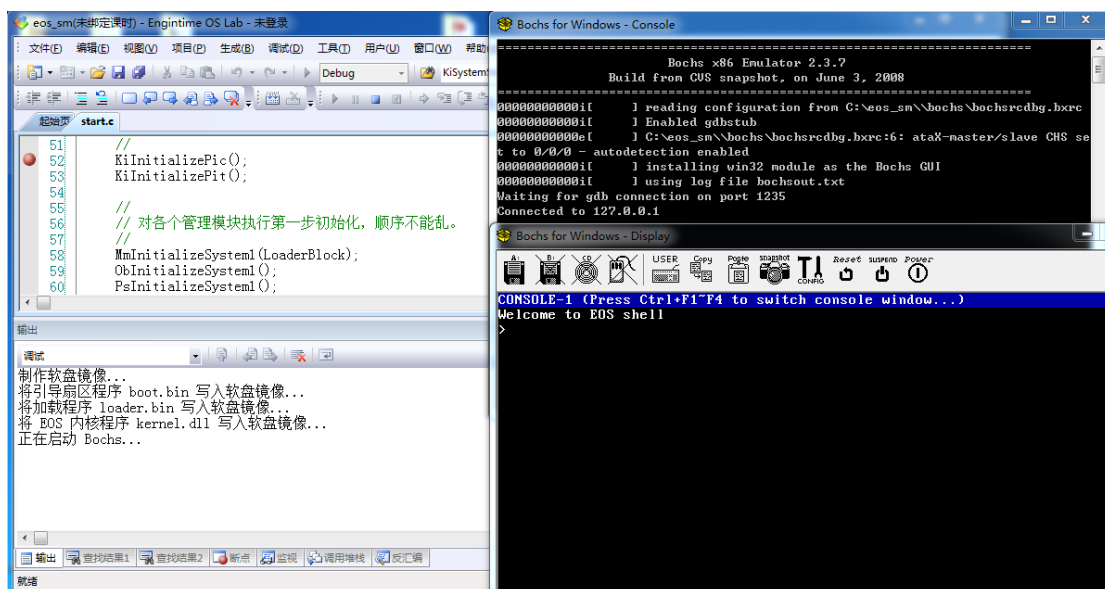 eos_sm(未绑定课时) - Engintime OS Lab - 未登录
文件(F) 编辑(E) 视图(V) 项目(P) 生成(B) 调试(D) 工具(T) 用户(U) 窗口(W) 帮助
Debug KiSystem
起始页 start.c
51 //
52 KiInitializePic();
53 KiInitializePit();
54
55 //
56 // 对各个管理模块执行第一步初始化，顺序不能乱。
57 //
58 MmInitializeSystem1(LoaderBlock);
59 ObInitializeSystem1();
60 PsInitializeSystem1();
输出
调试
制作软盘镜像...
将引导扇区程序 boot.bin 写入软盘镜像...
将加载程序 loader.bin 写入软盘镜像...
将 EOS 内核程序 kernel.dll 写入软盘镜像...
正在启动 Bochs...
输出 查找结果1 查找结果2 断点 监视 调用堆栈 反汇编
就绪
Bochs for Windows - Console
========================================================================
Bochs x86 Emulator 2.3.7
Build from CVS snapshot, on June 3, 2008
========================================================================
00000000000i[ ] reading configuration from C:\eos_sm\\bochs\bochsrcdbg.bxrc
00000000000i[ ] Enabled gdbstub
00000000000e[ ] C:\eos_sm\\bochs\bochsrcdbg.bxrc:6: ataX-master/slave CHS se
t to 0/0/0 - autodetection enabled
00000000000i[ ] installing win32 module as the Bochs GUI
00000000000i[ ] using log file bochsout.txt
Waiting for gdb connection on port 1235
Connected to 127.0.0.1
Bochs for Windows - Display
A: B: CD USER Copy Paste snapshot CONFIG Reset SUSPEND Power
CONSOLE-1 (Press Ctrl+F1~F4 to switch console window...)
Welcome to EOS shell
>